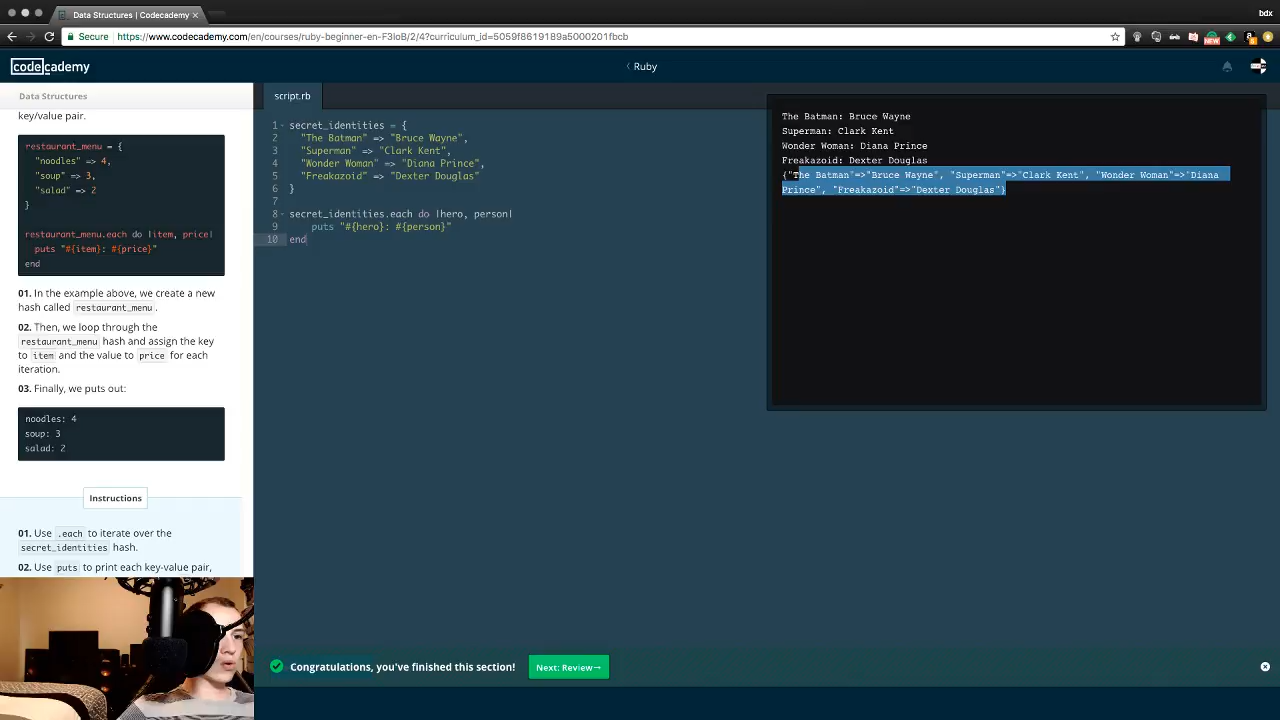 Data Structures | Codecademy
bdx
Secure
https://www.codecademy.com/en/courses/ruby-beginner-en-F3loB/2/4?curriculum_id=5059f8619189a5000201fbcb
NEW
codecademy
Ruby
Data Structures
key/value pair.
restaurant_menu = {
"noodles" => 4,
"soup" => 3,
"salad" => 2
}
restaurant_menu.each do |item, price|
puts "#{item}: #{price}"
end
01. In the example above, we create a new
hash called restaurant_menu .
02. Then, we loop through the
restaurant_menu hash and assign the key
to item and the value to price for each
iteration.
03. Finally, we puts out:
noodles: 4
soup: 3
salad: 2
Instructions
01. Use .each to iterate over the
secret_identities hash.
02. Use puts to print each key-value pair,
script.rb
1 secret_identities = {
2 "The Batman" => "Bruce Wayne",
3 "Superman" => "Clark Kent",
4 "Wonder Woman" => "Diana Prince",
5 "Freakazoid" => "Dexter Douglas"
6 }
7
8 secret_identities.each do |hero, person|
9 puts "#{hero}: #{person}"
10 end
The Batman: Bruce Wayne
Superman: Clark Kent
Wonder Woman: Diana Prince
Freakazoid: Dexter Douglas
{"The Batman"=>"Bruce Wayne", "Superman"=>"Clark Kent", "Wonder Woman"=>"Diana
Prince", "Freakazoid"=>"Dexter Douglas"}
Congratulations, you've finished this section!
Next: Review→